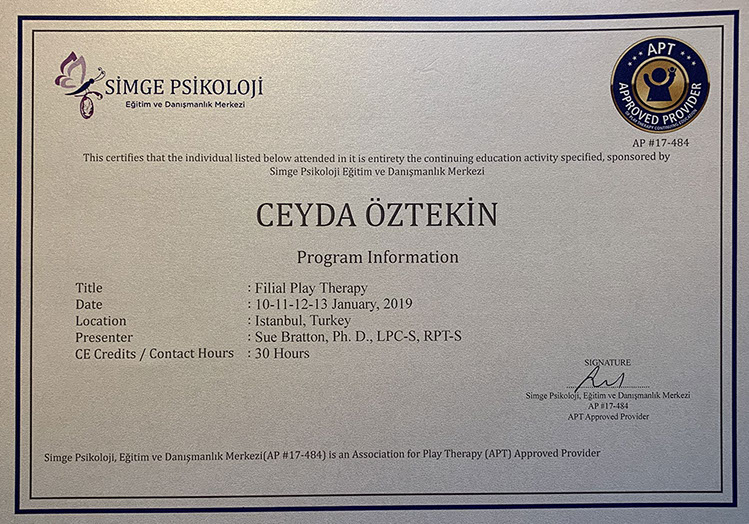 SİMGE PSİKOLOJİ
Eğitim ve Danışmanlık Merkezi
APT
APPROVED PROVIDER
OF PLAY THERAPY CONTINUING EDUCATION
AP #17-484
This certifies that the individual listed below attended in it is entirety the continuing education activity specified, sponsored by
Simge Psikoloji Eğitim ve Danışmanlık Merkezi
CEYDA ÖZTEKİN
Program Information
Title : Filial Play Therapy
Date : 10-11-12-13 January, 2019
Location : Istanbul, Turkey
Presenter : Sue Bratton, Ph. D., LPC-S, RPT-S
CE Credits / Contact Hours : 30 Hours
SIGNATURE
Simge Psikoloji, Eğitim ve Danışmanlık Merkezi
AP #17-484
APT Approved Provider
Simge Psikoloji, Eğitim ve Danışmanlık Merkezi(AP #17-484) is an Association for Play Therapy (APT) Approved Provider